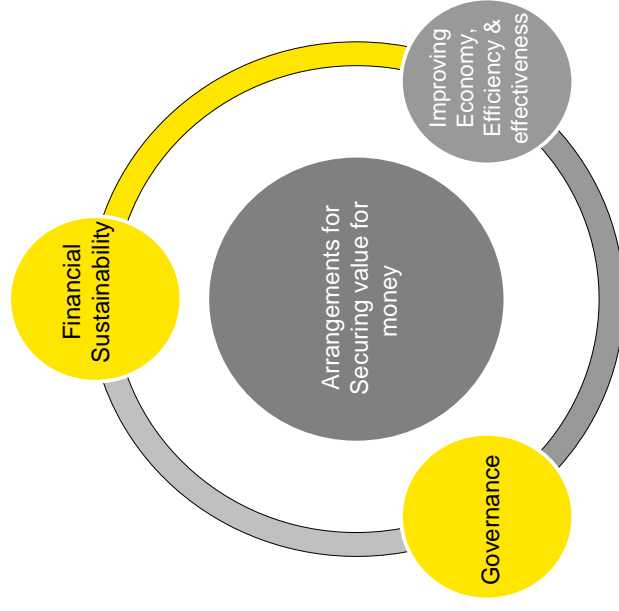 Financial
Sustainability
Improving
Economy,
Efficiency &
effectiveness
Arrangements for
Securing value for
money
Governance